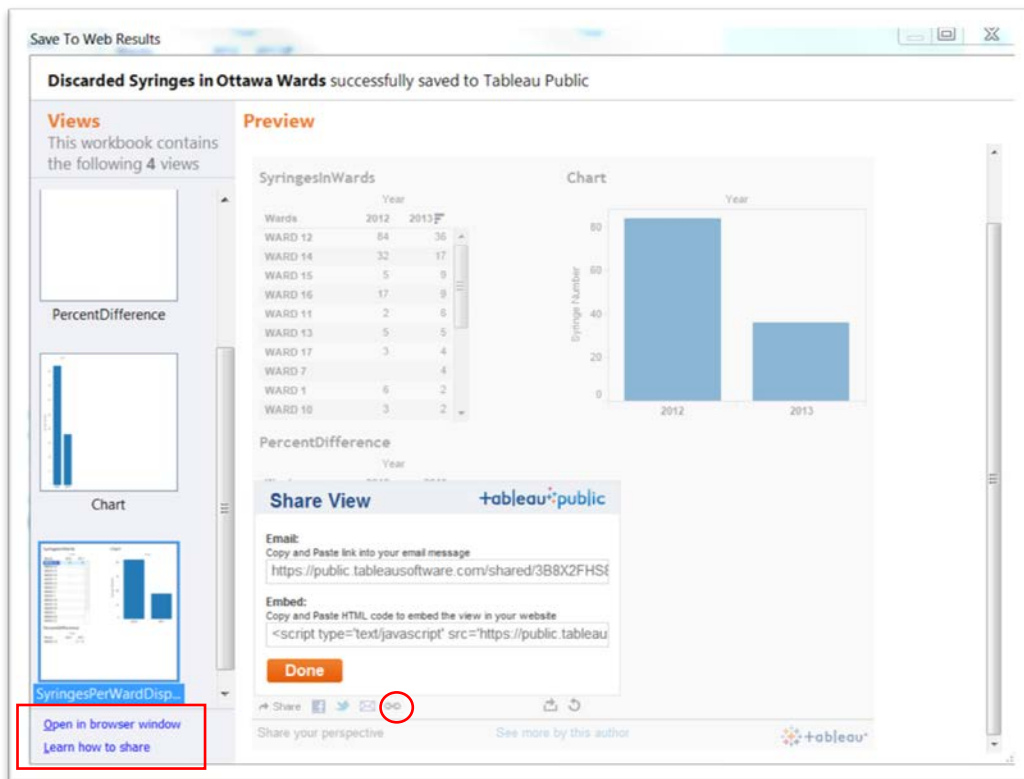 Save To Web Results
Discarded Syringes in Ottawa Wards successfully saved to Tableau Public
Views
This workbook contains
the following 4 views
PercentDifference
Chart
SyringesPerWardDisp...
Open in browser window
Learn how to share
Preview
SyringesInWards
Year
Wards 2012 2013
WARD 12 84 36
WARD 14 32 17
WARD 15 5 9
WARD 16 17 9
WARD 11 2 6
WARD 13 5 5
WARD 17 3 4
WARD 7 4
WARD 1 6 2
WARD 10 3 2
Chart
Year
Syringe Number
80
60
40
20
0
2012 2013
PercentDifference
Year
Share View
tableau public
Email:
Copy and Paste link into your email message
https://public.tableausoftware.com/shared/3B8X2FHS8
Embed:
Copy and Paste HTML code to embed the view in your website
<script type='text/javascript' src='https://public.tableau
Done
Share
Share your perspective
See more by this author
tableau